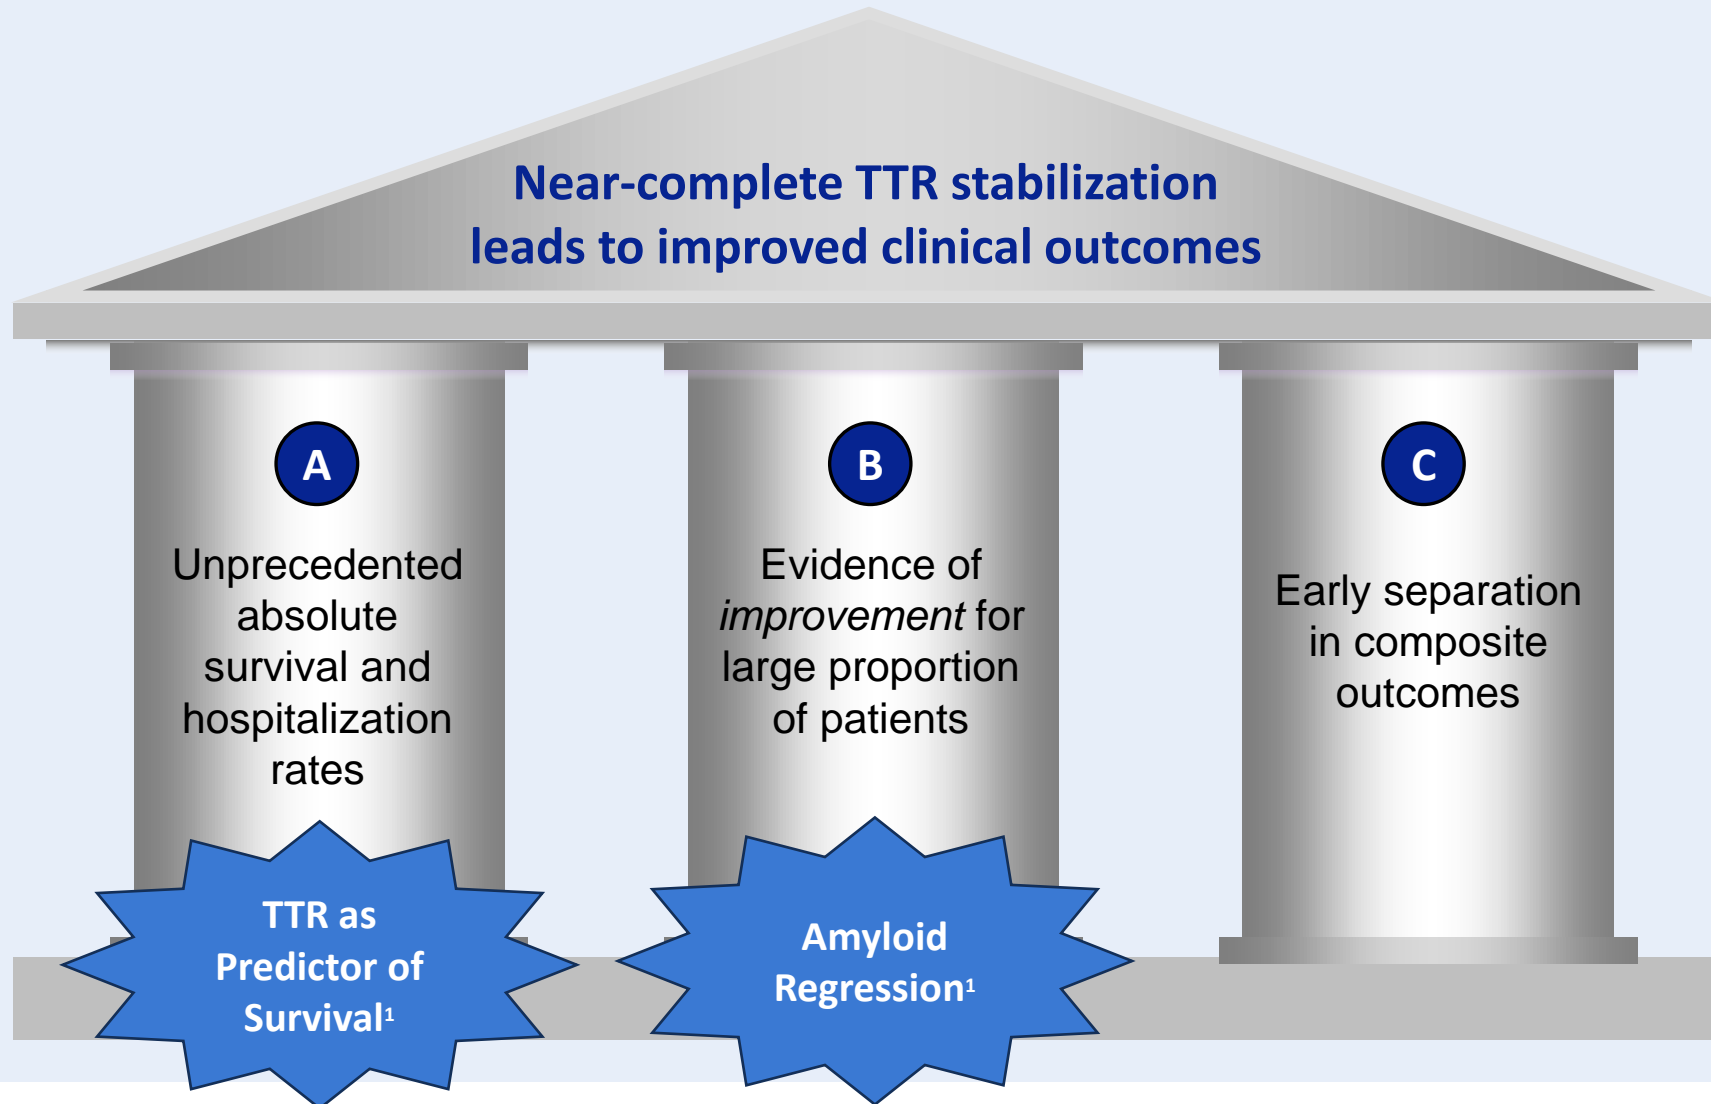 Near-complete TTR stabilization
leads to improved clinical outcomes
A
Unprecedented
absolute
survival and
hospitalization
rates
TTR as
Predictor of
Survival¹
B
Evidence of
improvement for
large proportion
of patients
Amyloid
Regression¹
C
Early separation
in composite
outcomes